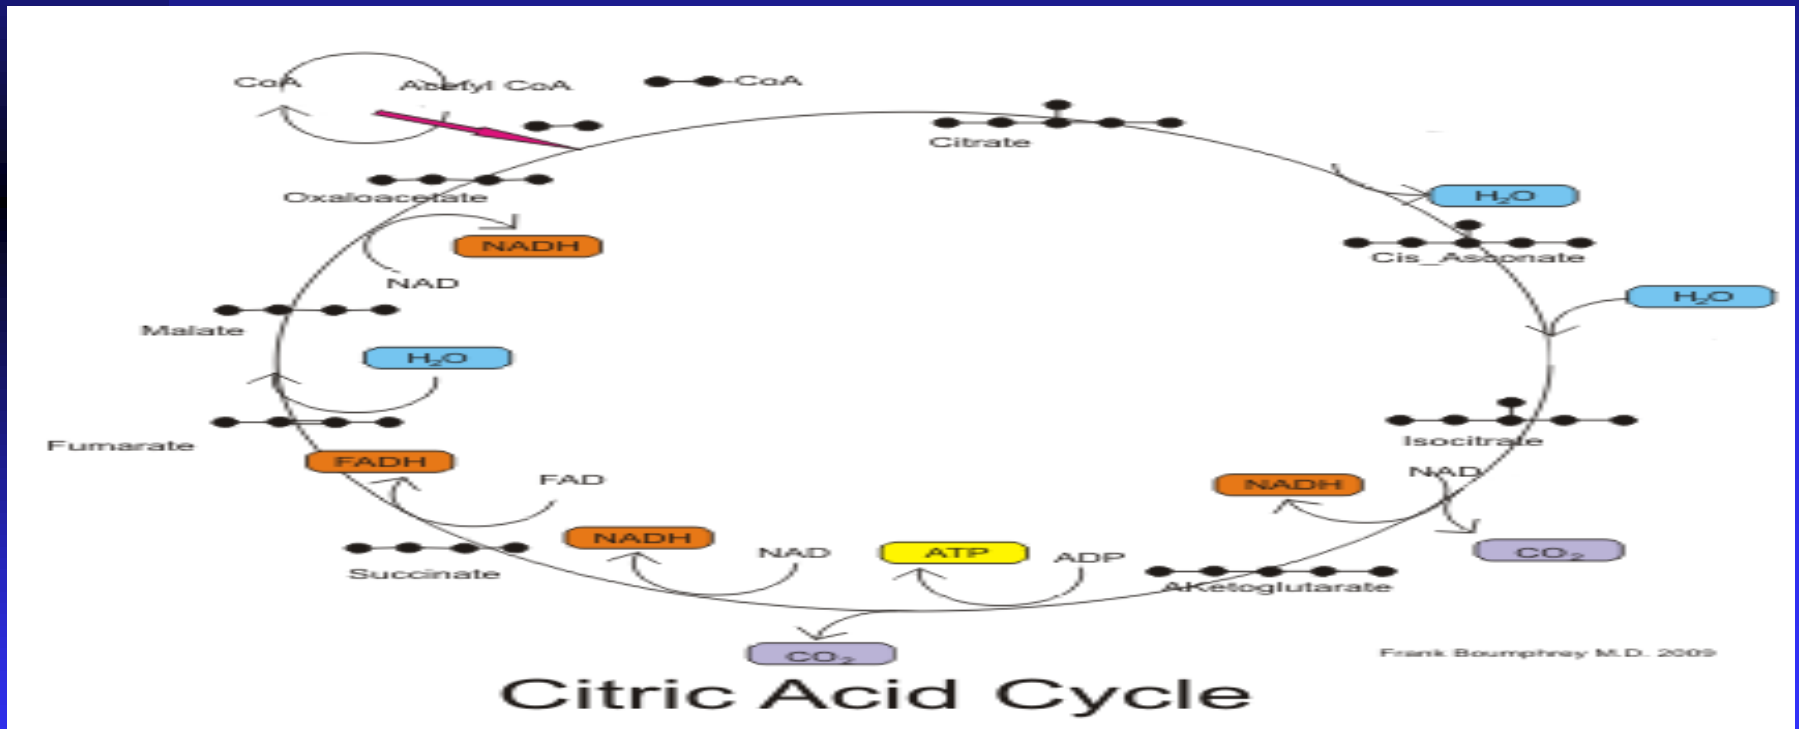 CoA
Acetyl CoA
CoA
Citrate
H₂O
Oxaloacetate
NADH
NAD
Cis_Asconate
H₂O
Malate
H₂O
Fumarate
Isocitrate
FADH
FAD
NAD
NADH
NADH
NAD
ATP
ADP
CO₂
Succinate
AKetoglutarate
CO₂
Frank Boumphrey M.D. 2009
Citric Acid Cycle